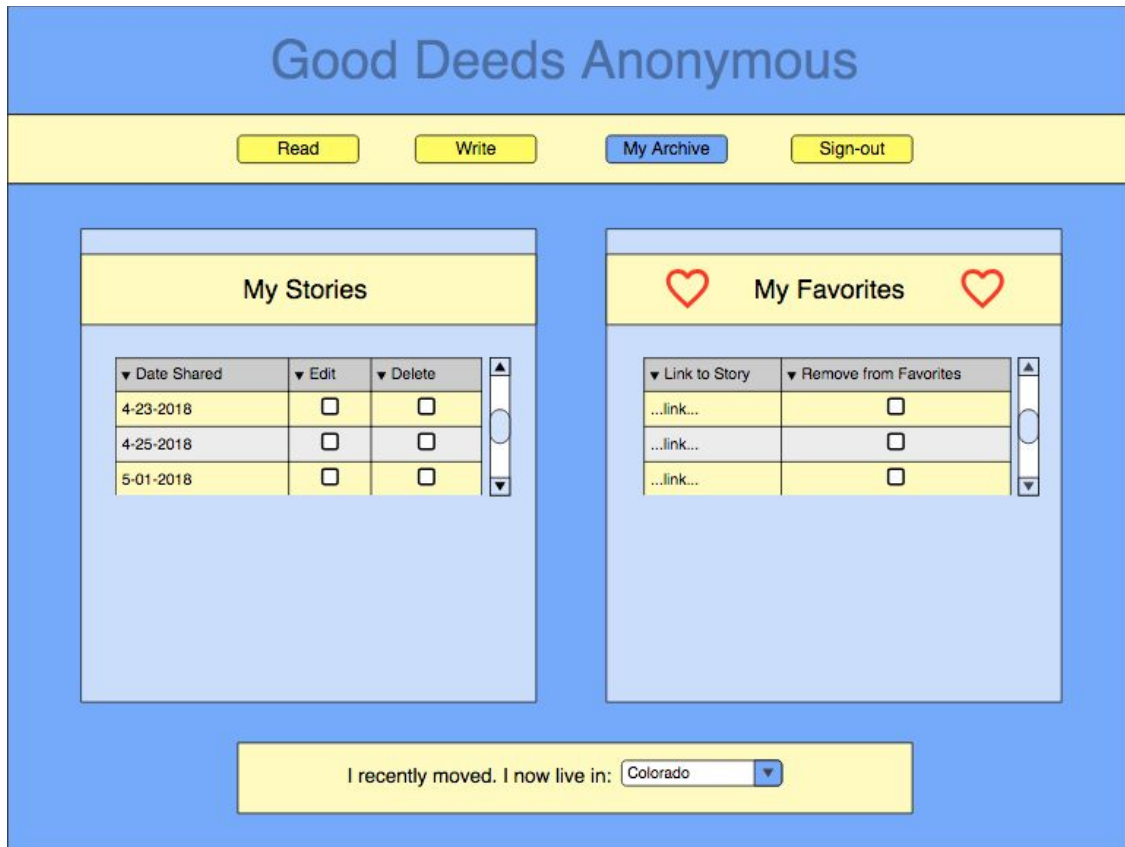 Good Deeds Anonymous
Read Write My Archive Sign-out
My Stories
Date Shared Edit Delete
4-23-2018
4-25-2018
5-01-2018
My Favorites
Link to Story Remove from Favorites
...link...
...link...
...link...
I recently moved. I now live in: Colorado